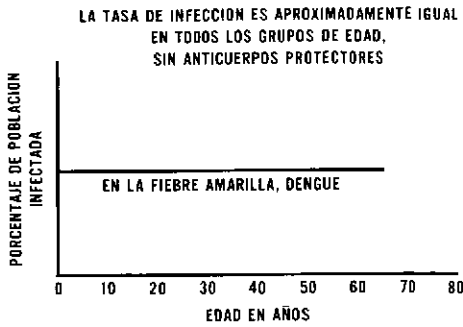 LA TASA DE INFECCION ES APROXIMADAMENTE IGUAL
EN TODOS LOS GRUPOS DE EDAD,
SIN ANTICUERPOS PROTECTORES
PORCENTAJE DE POBLACION
INFECTADA
EN LA FIEBRE AMARILLA, DENGUE
0 10 20 30 40 50 60 70 80
EDAD EN AÑOS